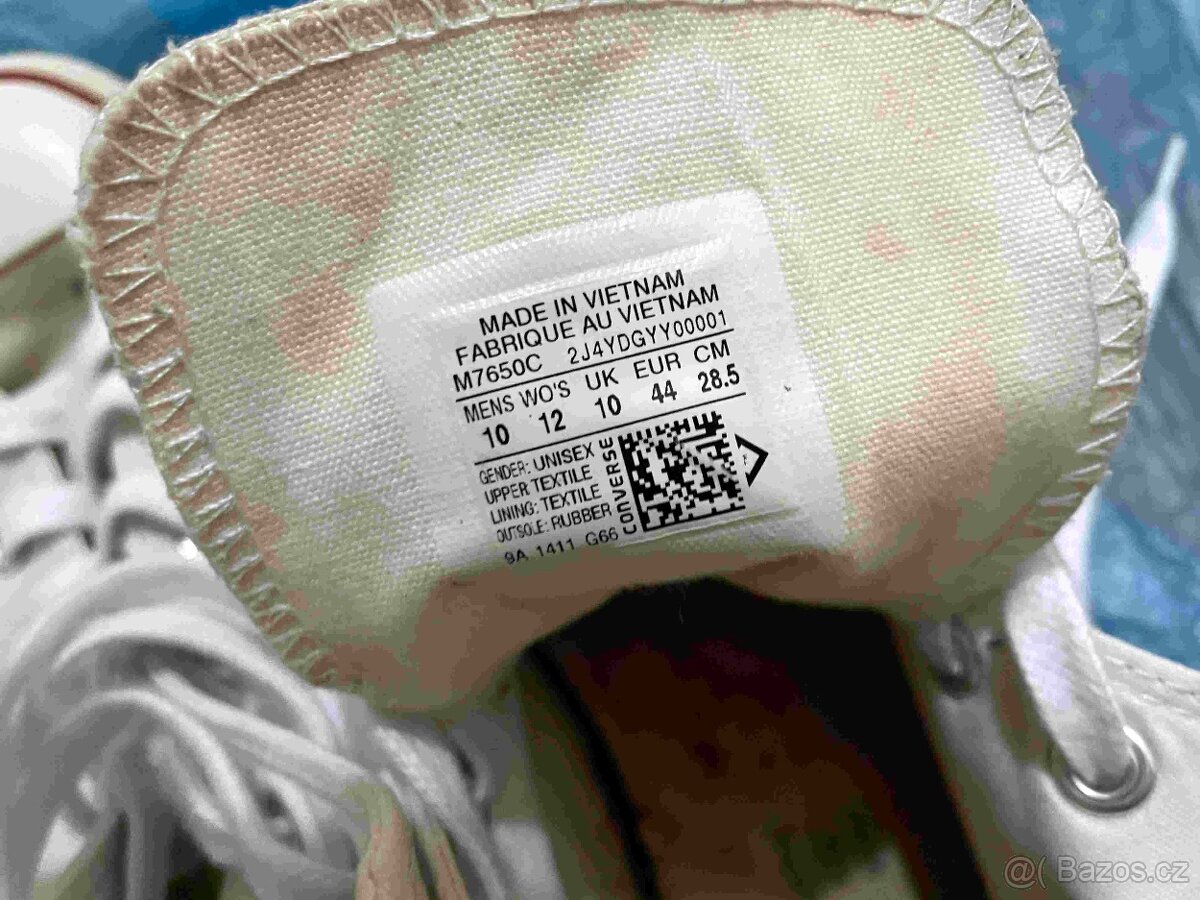 MADE IN VIETNAM
FABRIQUE AU VIETNAM
M7650C 2J4YDGYY00001
MENS WO'S UK EUR CM
10 12 10 44 28.5
GENDER: UNISEX
UPPER TEXTILE
LINING: TEXTILE
OUTSOLE: RUBBER
CONVERSE
9A 1411 G66
@( Bazos.cz